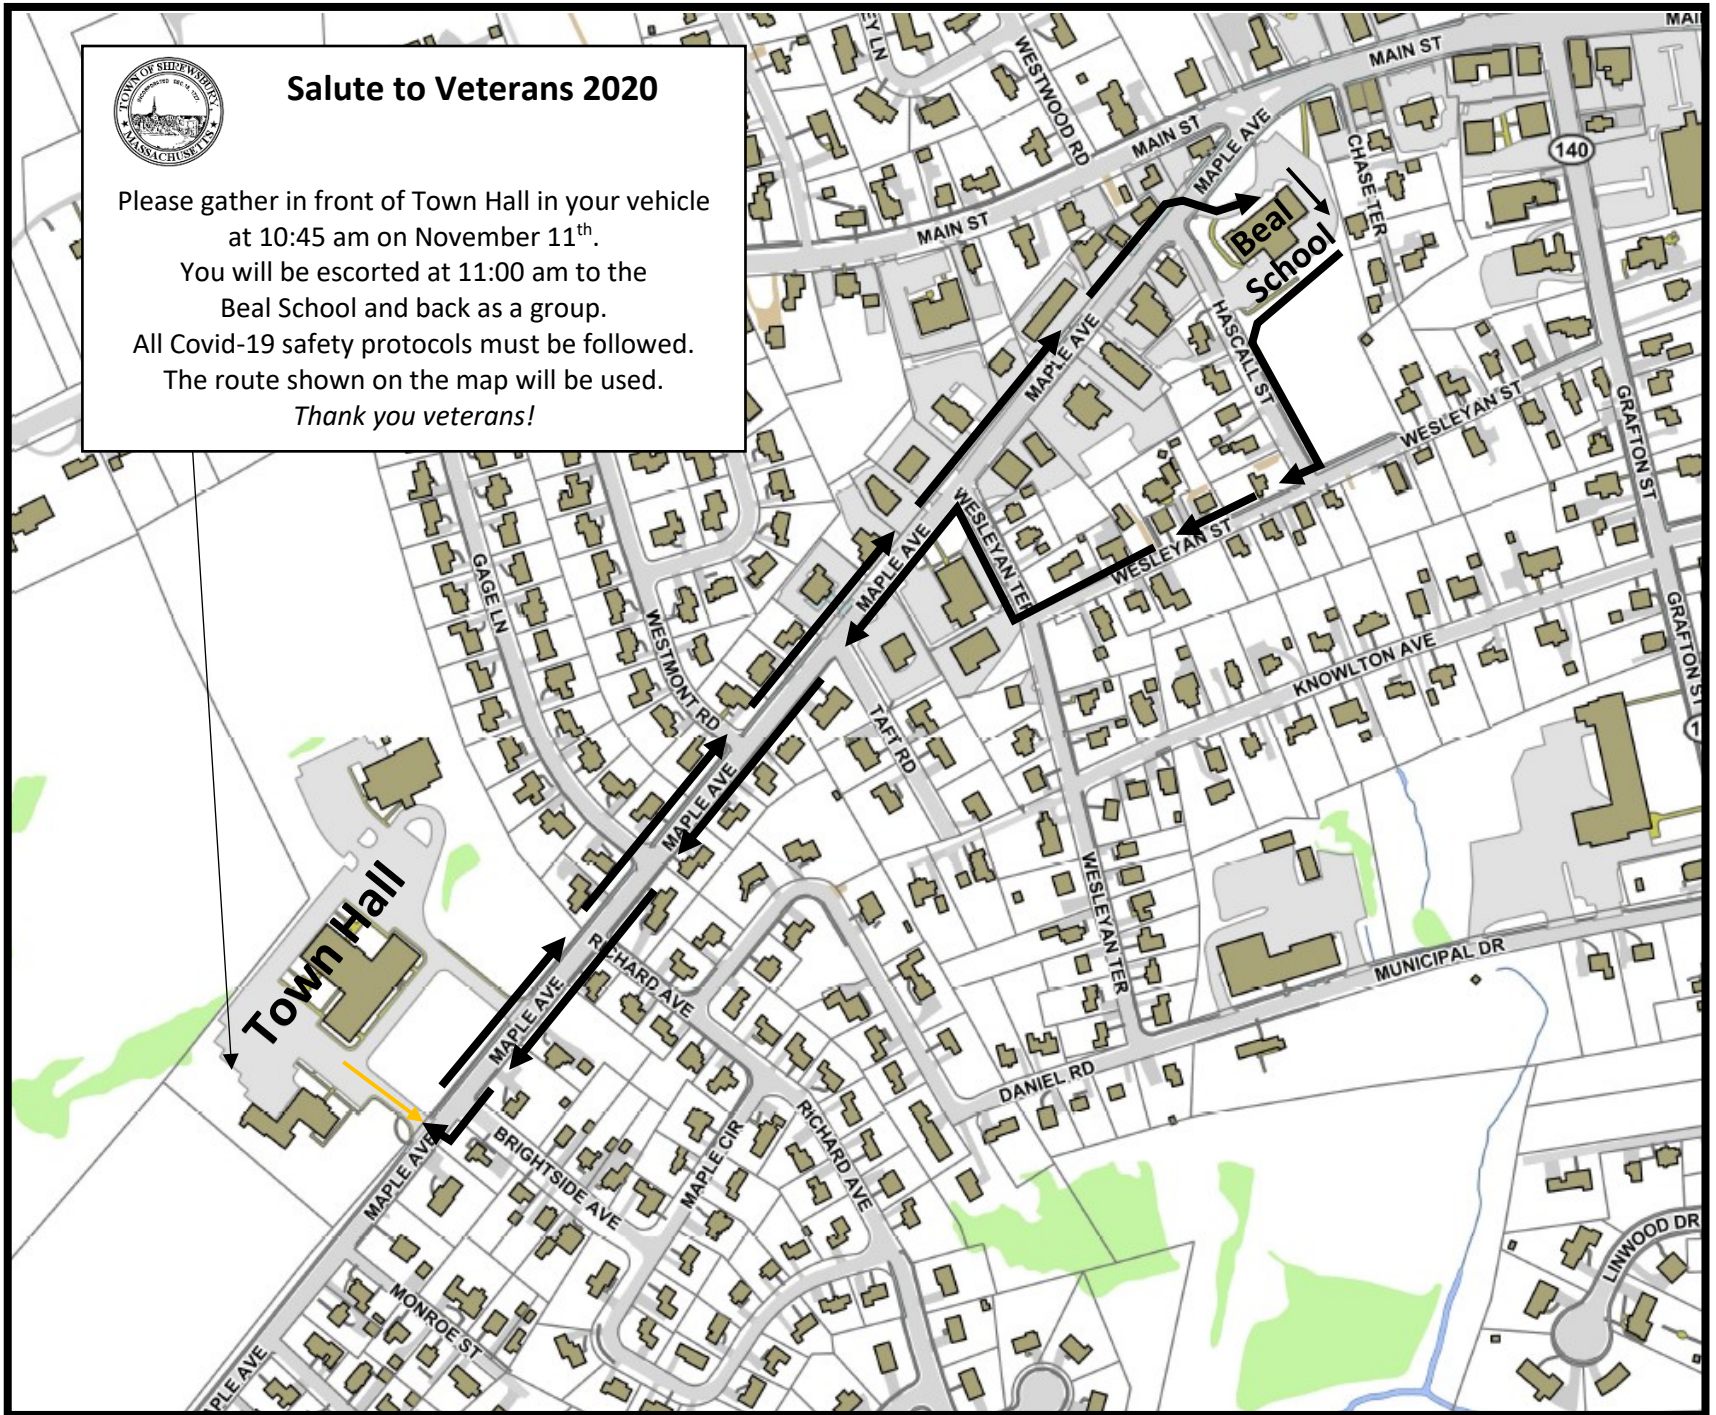 TOWN OF SHREWSBURY,
MASSACHUSETTS
Salute to Veterans 2020
Please gather in front of Town Hall in your vehicle
at 10:45 am on November 11th.
You will be escorted at 11:00 am to the
Beal School and back as a group.
All Covid-19 safety protocols must be followed.
The route shown on the map will be used.
Thank you veterans!
EY LN
WESTWOOD RD
MAIN ST
MAI
MAIN ST
MAIN ST
MAPLE AVE
CHASE TER
140
Beal
School
HASCALL ST
MAPLE AVE
WESLEYAN ST
GRAFTON ST
WESLEYAN TER
MAPLE AVE
WESLEYAN ST
GAGE LN
WESTMONT RD
TAFT RD
KNOWLTON AVE
GRAFTON S
1
MAPLE AVE
WESLEYAN TER
Town Hall
RICHARD AVE
MAPLE AVE
MUNICIPAL DR
DANIEL RD
MAPLE AVE
BRIGHTSIDE AVE
MAPLE CIR
RICHARD AVE
LINWOOD DR
MONROE ST
APLE AVE